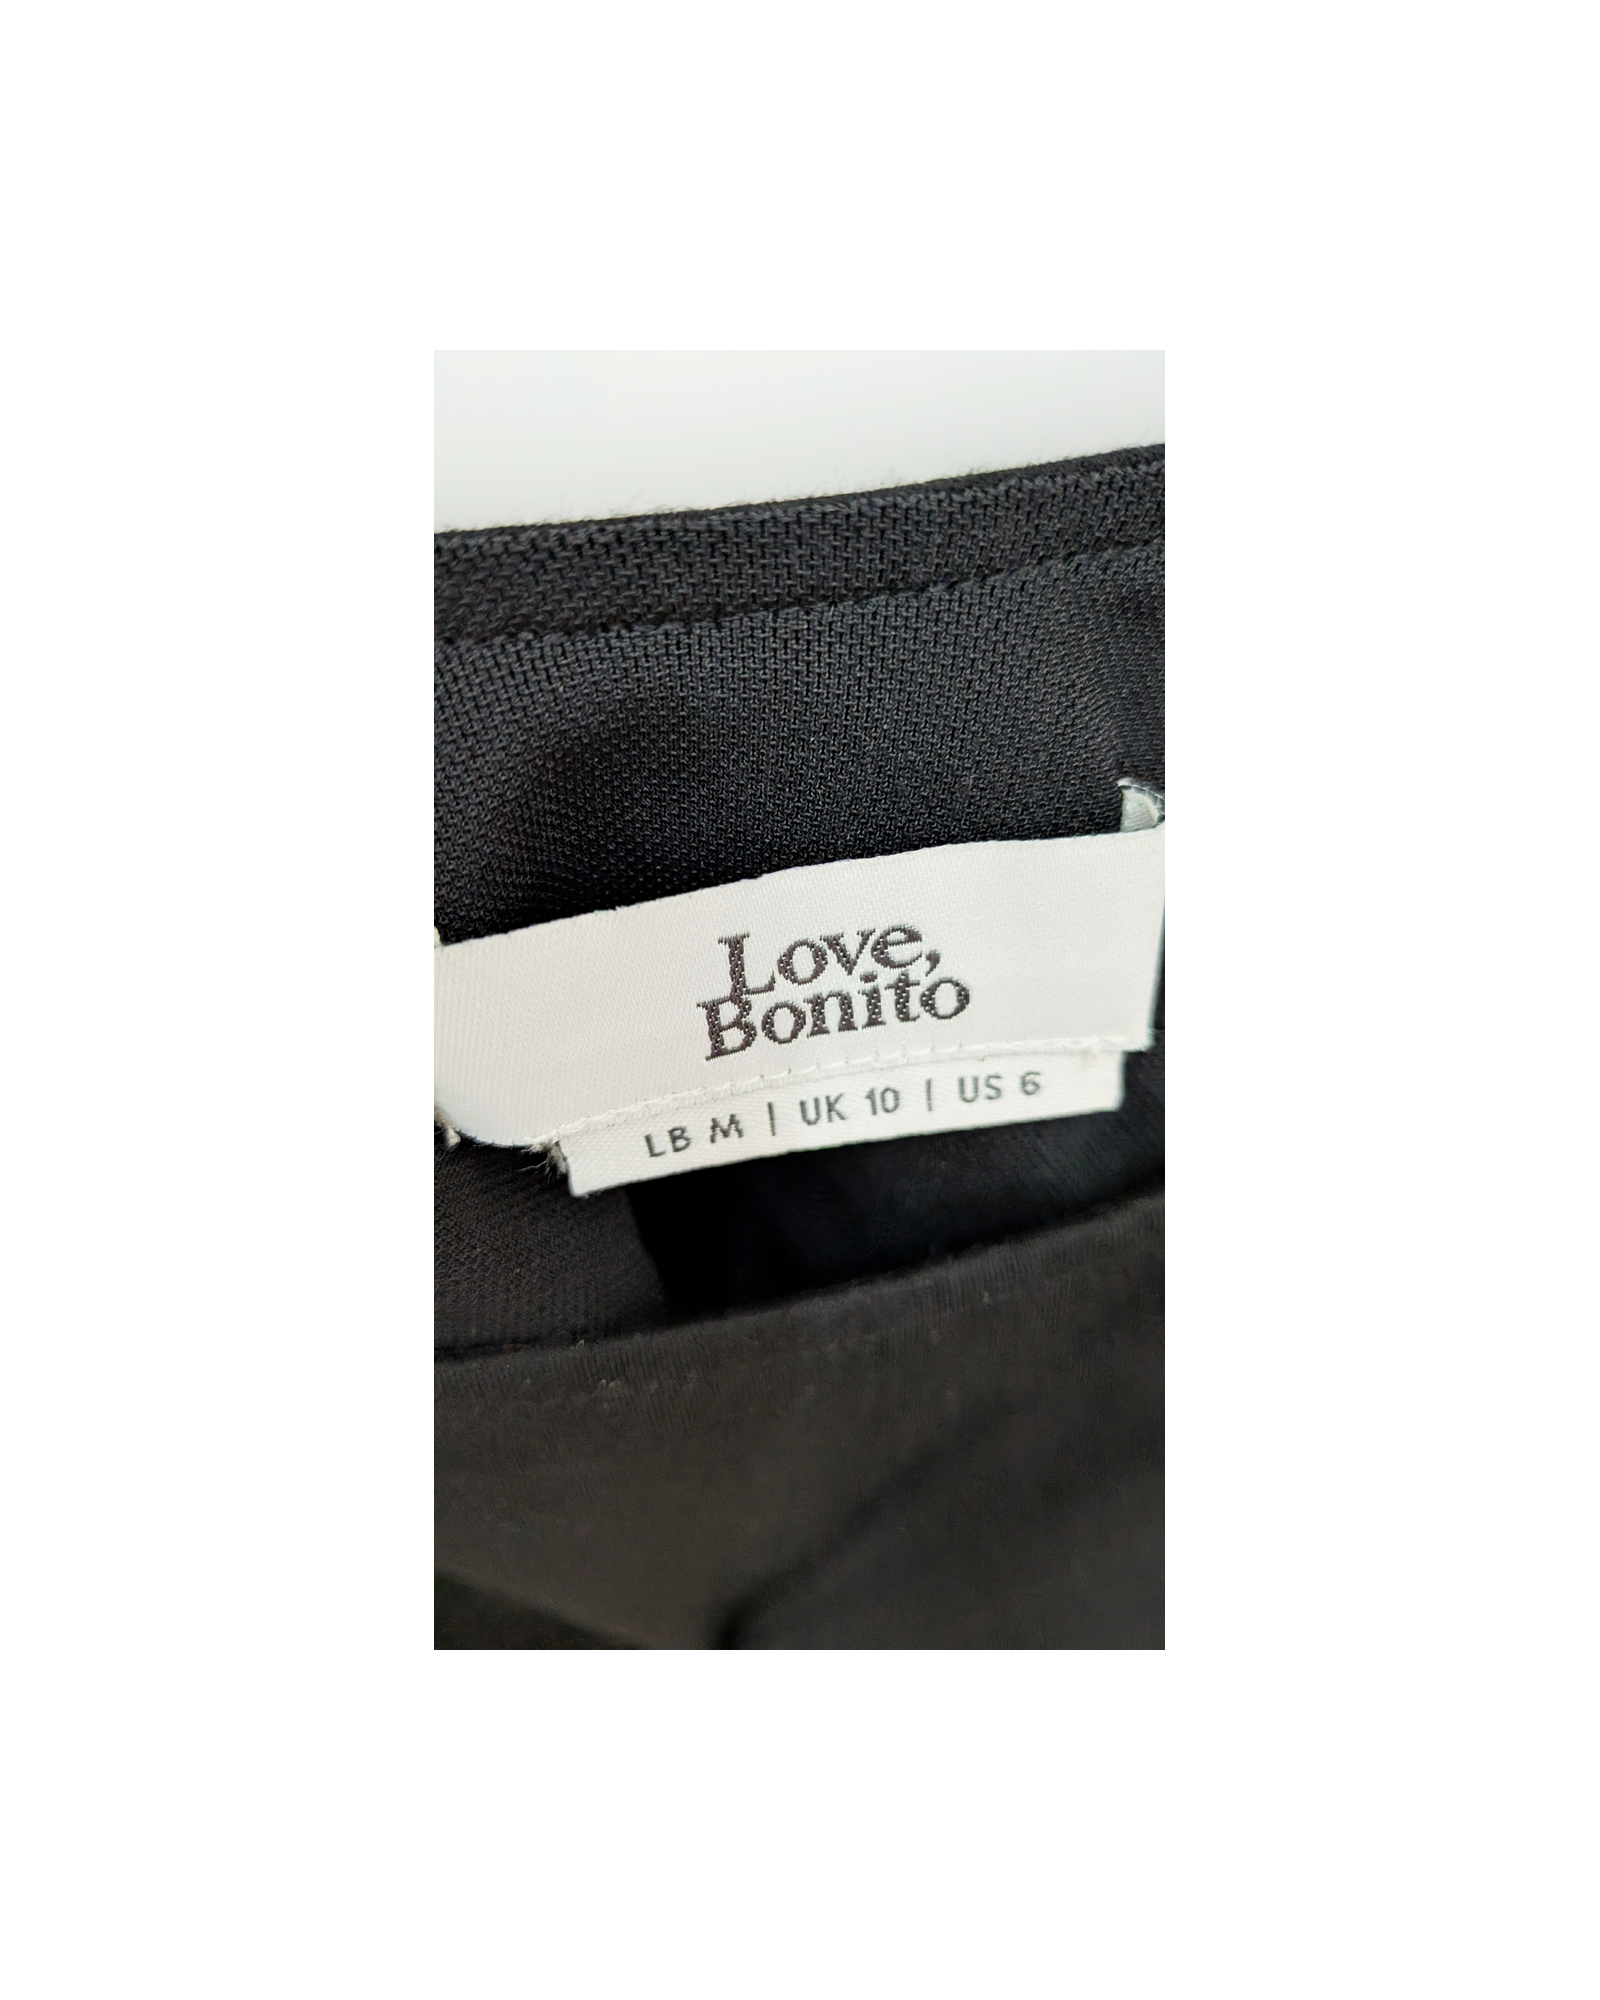 Love,
Bonito
LB M | UK 10 | US 6